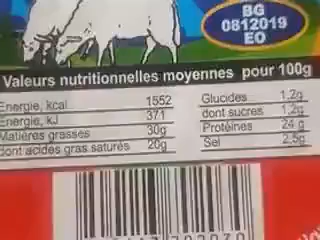 BG
0812019
EO
Valeurs nutritionnelles moyennes pour 100g
Energie, kcal 1552
Energie, kJ 371
Matières grasses 30g
dont acides gras saturés 20g
Glucides 1,2g
dont sucres 1,2g
Protéines 24 g
Sel 2,5g